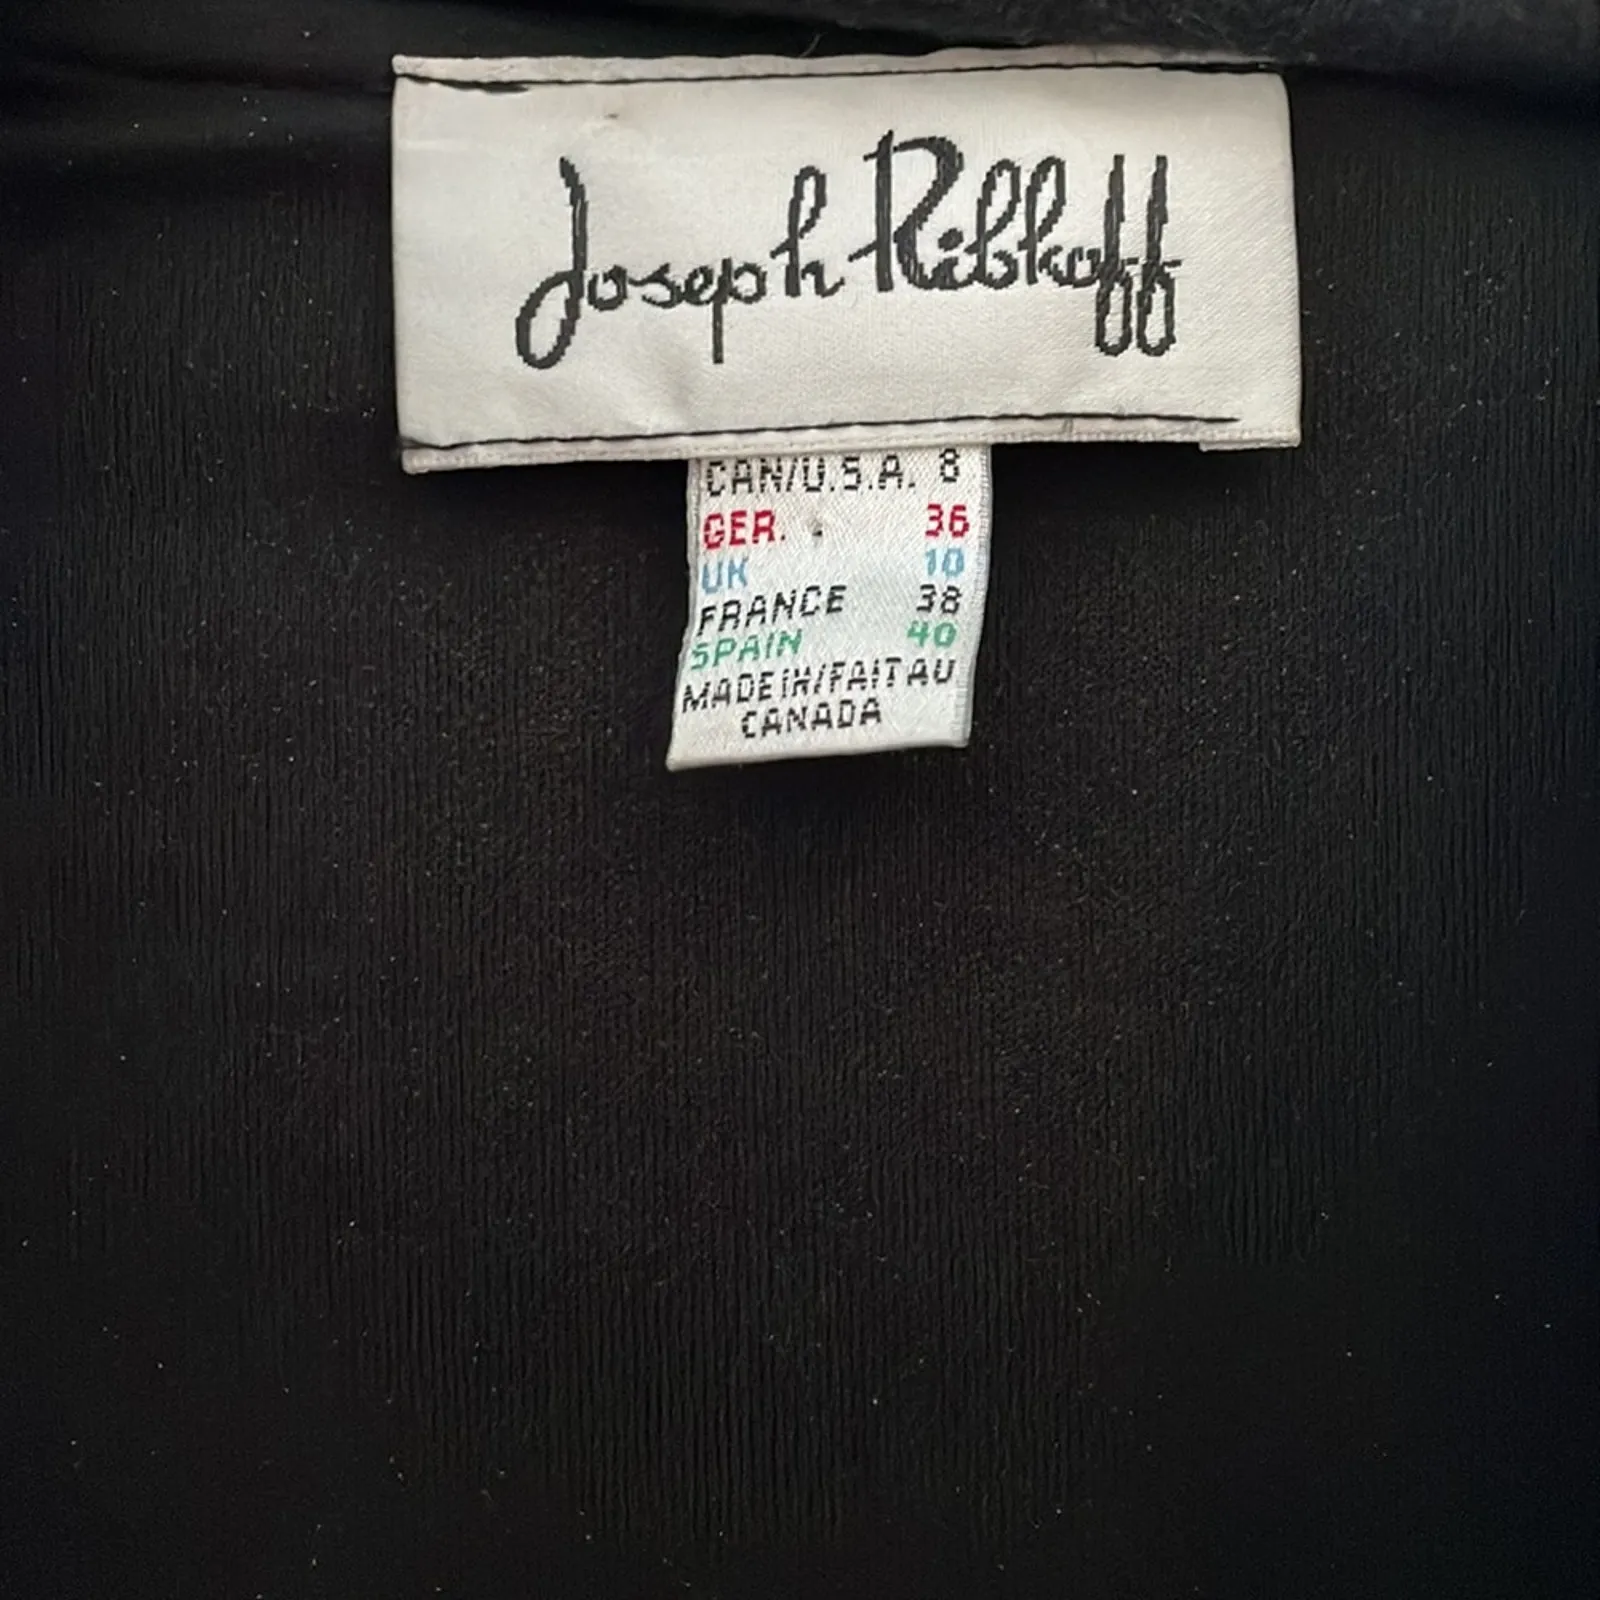 Joseph Ribkoff
CAN/U.S.A. 8
GER. 36
UK 10
FRANCE 38
SPAIN 40
MADE IN/FAIT AU
CANADA